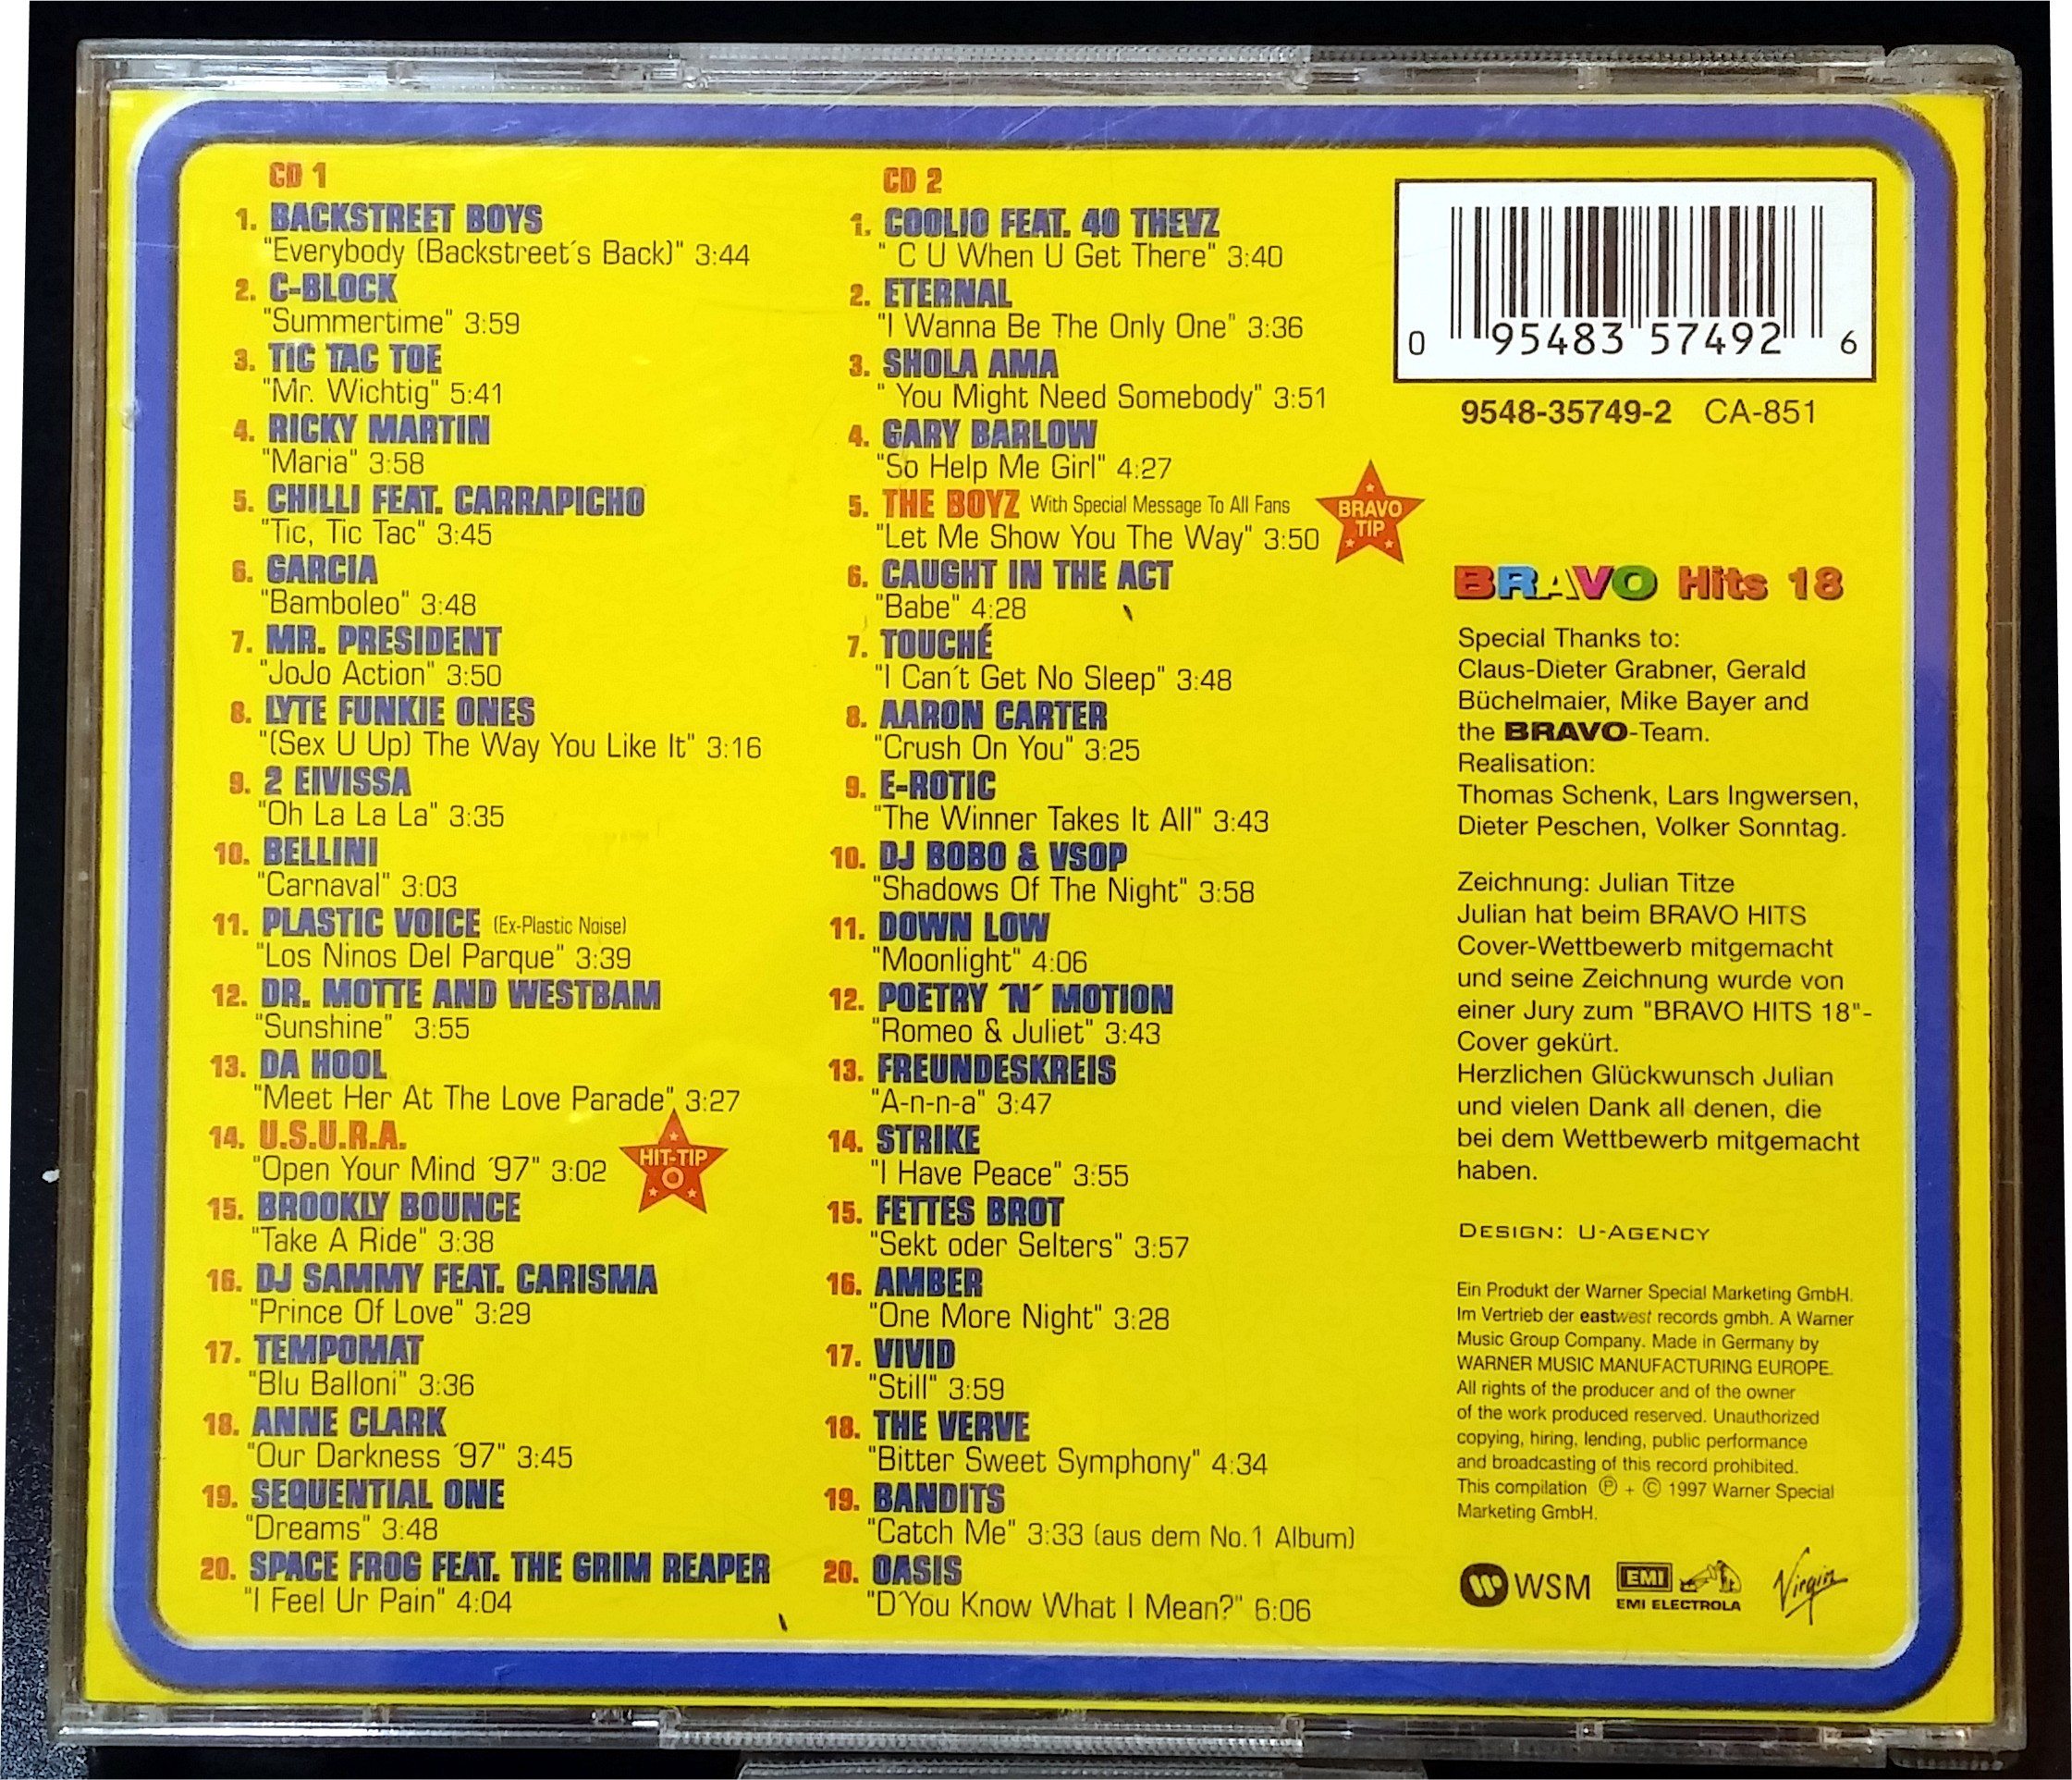 CD 1
1. BACKSTREET BOYS
"Everybody (Backstreet´s Back)" 3:44
2. C-BLOCK
"Summertime" 3:59
3. TIC TAC TOE
"Mr. Wichtig" 5:41
4. RICKY MARTIN
"Maria" 3:58
5. CHILLI FEAT. CARRAPICHO
"Tic, Tic Tac" 3:45
6. GARCIA
"Bamboleo" 3:48
7. MR. PRESIDENT
"JoJo Action" 3:50
8. LYTE FUNKIE ONES
"(Sex U Up) The Way You Like It" 3:16
9. 2 EIVISSA
"Oh La La La" 3:35
10. BELLINI
"Carnaval" 3:03
11. PLASTIC VOICE (Ex-Plastic Noise)
"Los Ninos Del Parque" 3:39
12. DR. MOTTE AND WESTBAM
"Sunshine" 3:55
13. DA HOOL
"Meet Her At The Love Parade" 3:27
14. U.S.U.R.A.
"Open Your Mind ´97" 3:02
HIT-TIP
15. BROOKLY BOUNCE
"Take A Ride" 3:38
16. DJ SAMMY FEAT. CARISMA
"Prince Of Love" 3:29
17. TEMPOMAT
"Blu Balloni" 3:36
18. ANNE CLARK
"Our Darkness ´97" 3:45
19. SEQUENTIAL ONE
"Dreams" 3:48
20. SPACE FROG FEAT. THE GRIM REAPER
"I Feel Ur Pain" 4:04
CD 2
1. COOLIO FEAT. 40 THEVZ
" C U When U Get There" 3:40
2. ETERNAL
"I Wanna Be The Only One" 3:36
3. SHOLA AMA
" You Might Need Somebody" 3:51
4. GARY BARLOW
"So Help Me Girl" 4:27
5. THE BOYZ With Special Message To All Fans
"Let Me Show You The Way" 3:50
BRAVO
TIP
6. CAUGHT IN THE ACT
"Babe" 4:28
7. TOUCHÉ
"I Can´t Get No Sleep" 3:48
8. AARON CARTER
"Crush On You" 3:25
9. E-ROTIC
"The Winner Takes It All" 3:43
10. DJ BOBO & VSOP
"Shadows Of The Night" 3:58
11. DOWN LOW
"Moonlight" 4:06
12. POETRY ´N´ MOTION
"Romeo & Juliet" 3:43
13. FREUNDESKREIS
"A-n-n-a" 3:47
14. STRIKE
"I Have Peace" 3:55
15. FETTES BROT
"Sekt oder Selters" 3:57
16. AMBER
"One More Night" 3:28
17. VIVID
"Still" 3:59
18. THE VERVE
"Bitter Sweet Symphony" 4:34
19. BANDITS
"Catch Me" 3:33 (aus dem No.1 Album)
20. OASIS
"D´You Know What I Mean?" 6:06
0 95483 57492 6
9548-35749-2 CA-851
BRAVO Hits 18
Special Thanks to:
Claus-Dieter Grabner, Gerald
Büchelmaier, Mike Bayer and
the BRAVO-Team.
Realisation:
Thomas Schenk, Lars Ingwersen,
Dieter Peschen, Volker Sonntag.
Zeichnung: Julian Titze
Julian hat beim BRAVO HITS
Cover-Wettbewerb mitgemacht
und seine Zeichnung wurde von
einer Jury zum "BRAVO HITS 18"-
Cover gekürt.
Herzlichen Glückwunsch Julian
und vielen Dank all denen, die
bei dem Wettbewerb mitgemacht
haben.
DESIGN: U-AGENCY
Ein Produkt der Warner Special Marketing GmbH.
Im Vertrieb der eastwest records gmbh. A Warner
Music Group Company. Made in Germany by
WARNER MUSIC MANUFACTURING EUROPE.
All rights of the producer and of the owner
of the work produced reserved. Unauthorized
copying, hiring, lending, public performance
and broadcasting of this record prohibited.
This compilation ℗ + © 1997 Warner Special
Marketing GmbH.
WSM
EMI
EMI ELECTROLA
Virgin